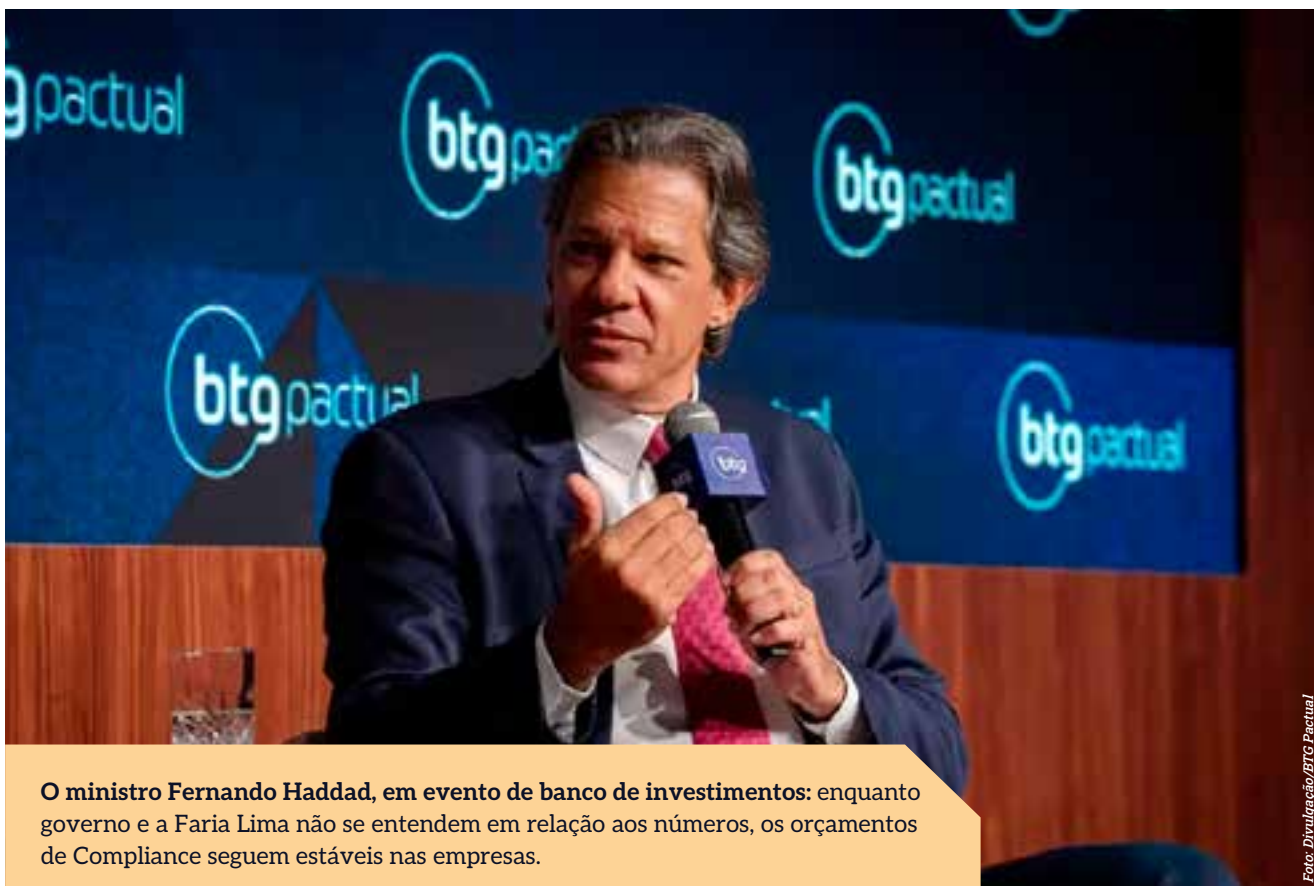 g pactual
btg pac
btg pactual
btg pactual
btg pactual
btg
O ministro Fernando Haddad, em evento de banco de investimentos: enquanto
governo e a Faria Lima não se entendem em relação aos números, os orçamentos
de Compliance seguem estáveis nas empresas.
Foto: Divulgação/BTG Pactual